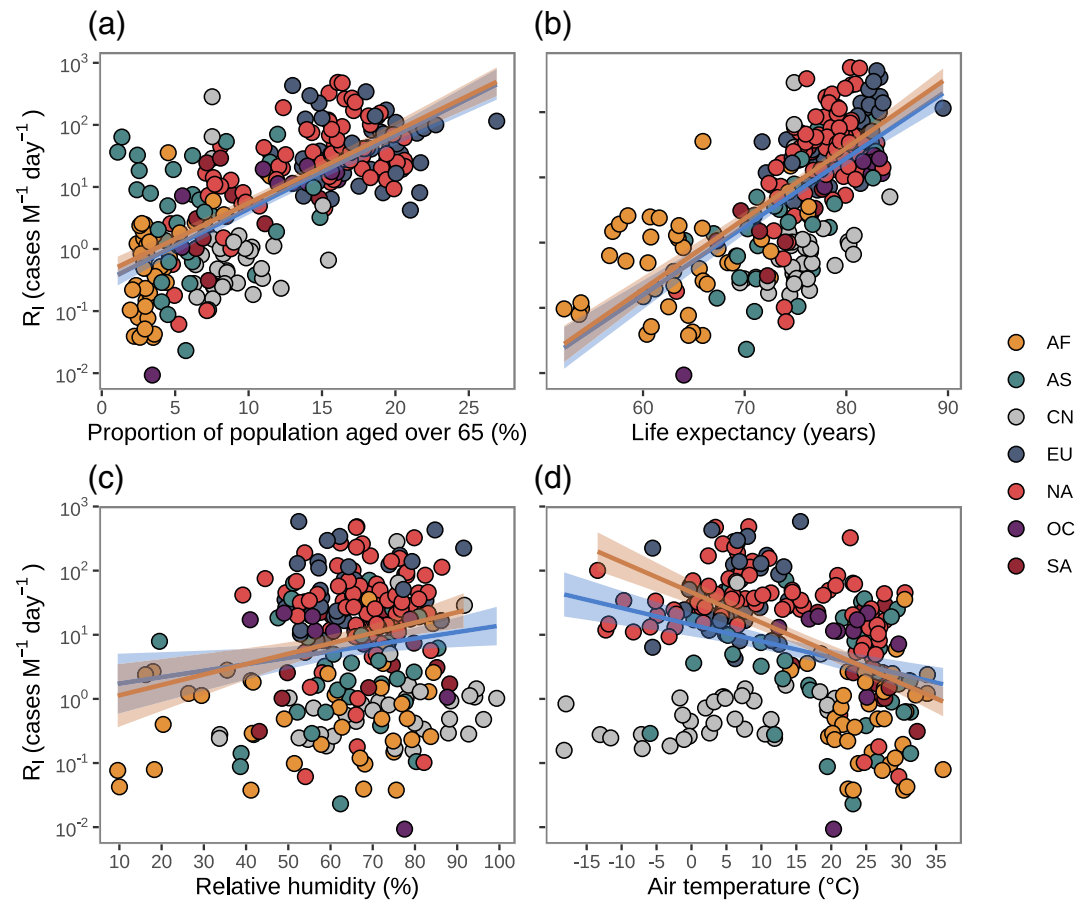 (a)
(b)
10³
10²
10¹
10⁰
10⁻¹
10⁻²
R_I (cases M⁻¹ day⁻¹)
0 5 10 15 20 25
Proportion of population aged over 65 (%)
60 70 80 90
Life expectancy (years)
AF
AS
CN
EU
NA
OC
SA
(c)
(d)
10³
10²
10¹
10⁰
10⁻¹
10⁻²
R_I (cases M⁻¹ day⁻¹)
10 20 30 40 50 60 70 80 90 100
Relative humidity (%)
-15 -10 -5 0 5 10 15 20 25 30 35
Air temperature (°C)